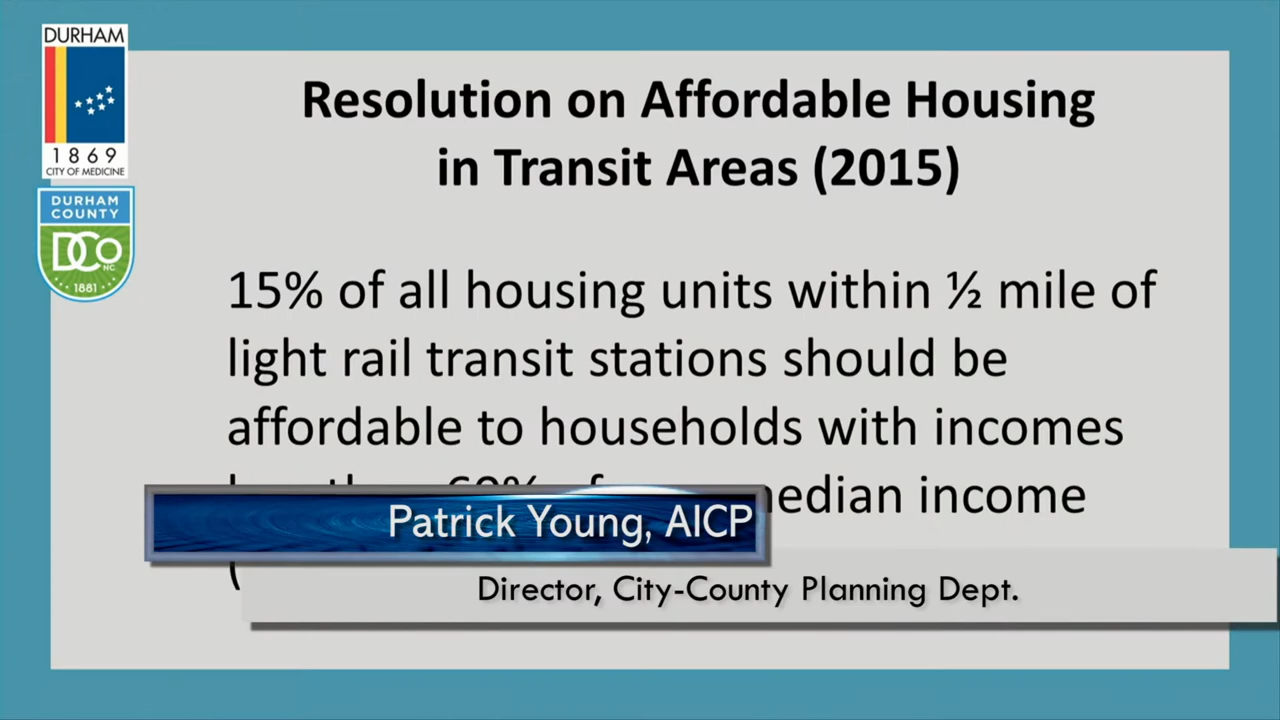 DURHAM
1869
CITY OF MEDICINE
DURHAM
COUNTY
DCo
NC
1881
Resolution on Affordable Housing
in Transit Areas (2015)
15% of all housing units within ½ mile of
light rail transit stations should be
affordable to households with incomes
60% median income
(
Patrick Young, AICP
Director, City-County Planning Dept.